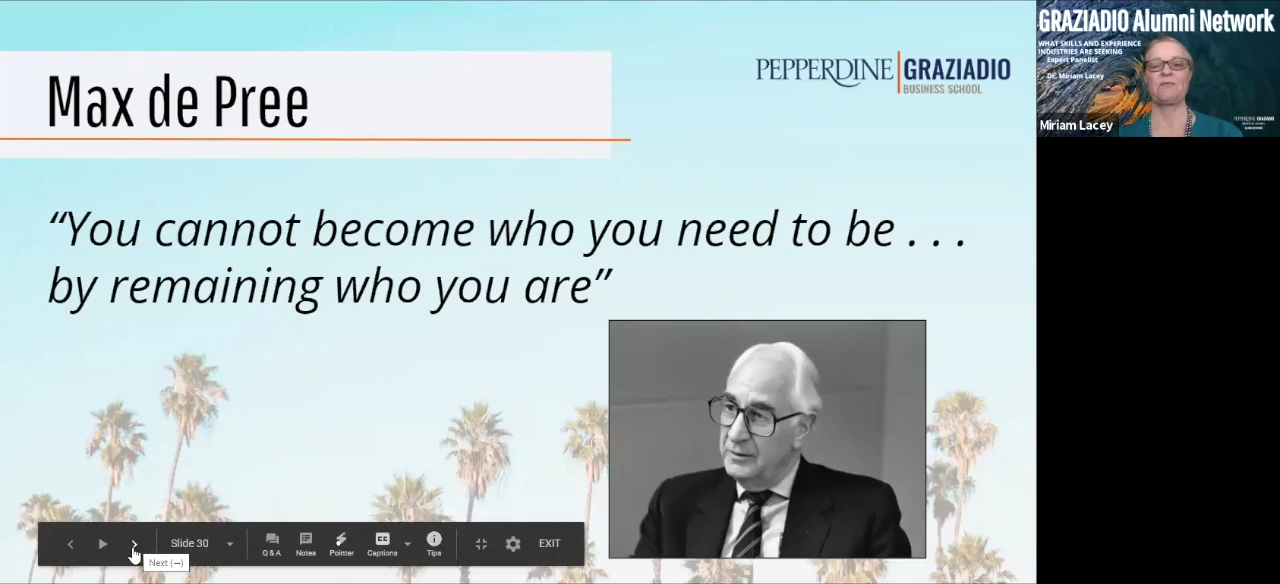 Max de Pree
PEPPERDINE GRAZIADIO
BUSINESS SCHOOL
“You cannot become who you need to be . . .
by remaining who you are”
Slide 30
Q & A
Notes
Pointer
Captions
Tips
EXIT
Next (→)
GRAZIADIO Alumni Network
WHAT SKILLS AND EXPERIENCE
INDUSTRIES ARE SEEKING
Expert Panelist
Dr. Miriam Lacey
Miriam Lacey